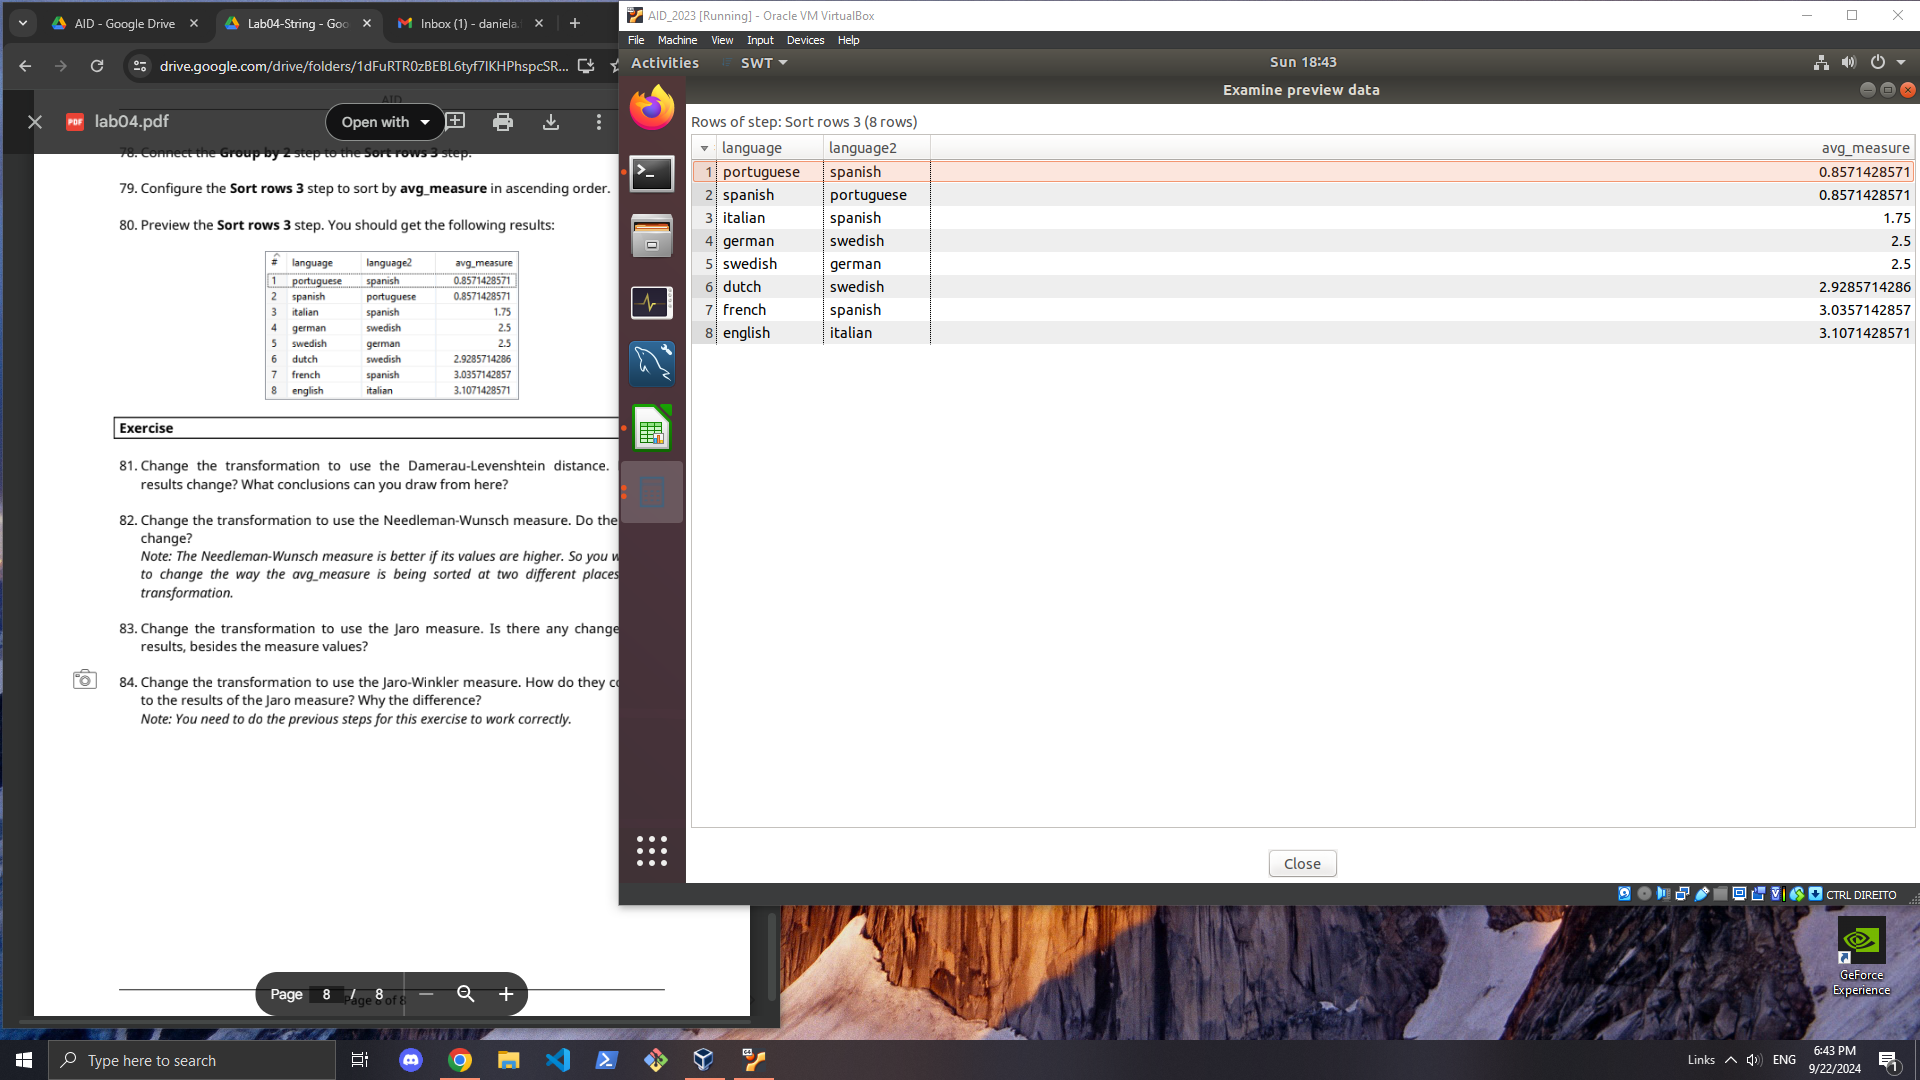 AID - Google Drive
Lab04-String - Goo
Inbox (1) - daniela.
drive.google.com/drive/folders/1dFuRTR0zBEBL6tyf7IKHPhspcSR...
AID
lab04.pdf
Open with
78. Connect the Group by 2 step to the Sort rows 3 step.
79. Configure the Sort rows 3 step to sort by avg_measure in ascending order.
80. Preview the Sort rows 3 step. You should get the following results:
# language language2 avg_measure
1 portuguese spanish 0.8571428571
2 spanish portuguese 0.8571428571
3 italian spanish 1.75
4 german swedish 2.5
5 swedish german 2.5
6 dutch swedish 2.9285714286
7 french spanish 3.0357142857
8 english italian 3.1071428571
Exercise
81. Change the transformation to use the Damerau-Levenshtein distance.
results change? What conclusions can you draw from here?
82. Change the transformation to use the Needleman-Wunsch measure. Do the
change?
Note: The Needleman-Wunsch measure is better if its values are higher. So you w
to change the way the avg_measure is being sorted at two different places
transformation.
83. Change the transformation to use the Jaro measure. Is there any change
results, besides the measure values?
84. Change the transformation to use the Jaro-Winkler measure. How do they co
to the results of the Jaro measure? Why the difference?
Note: You need to do the previous steps for this exercise to work correctly.
Page 8 / 8
Page 8 of 8
AID_2023 [Running] - Oracle VM VirtualBox
File Machine View Input Devices Help
Activities SWT Sun 18:43
Examine preview data
Rows of step: Sort rows 3 (8 rows)
language language2 avg_measure
1 portuguese spanish 0.8571428571
2 spanish portuguese 0.8571428571
3 italian spanish 1.75
4 german swedish 2.5
5 swedish german 2.5
6 dutch swedish 2.9285714286
7 french spanish 3.0357142857
8 english italian 3.1071428571
Close
CTRL DIREITO
GeForce
Experience
Type here to search
Links
ENG
6:43 PM
9/22/2024
1